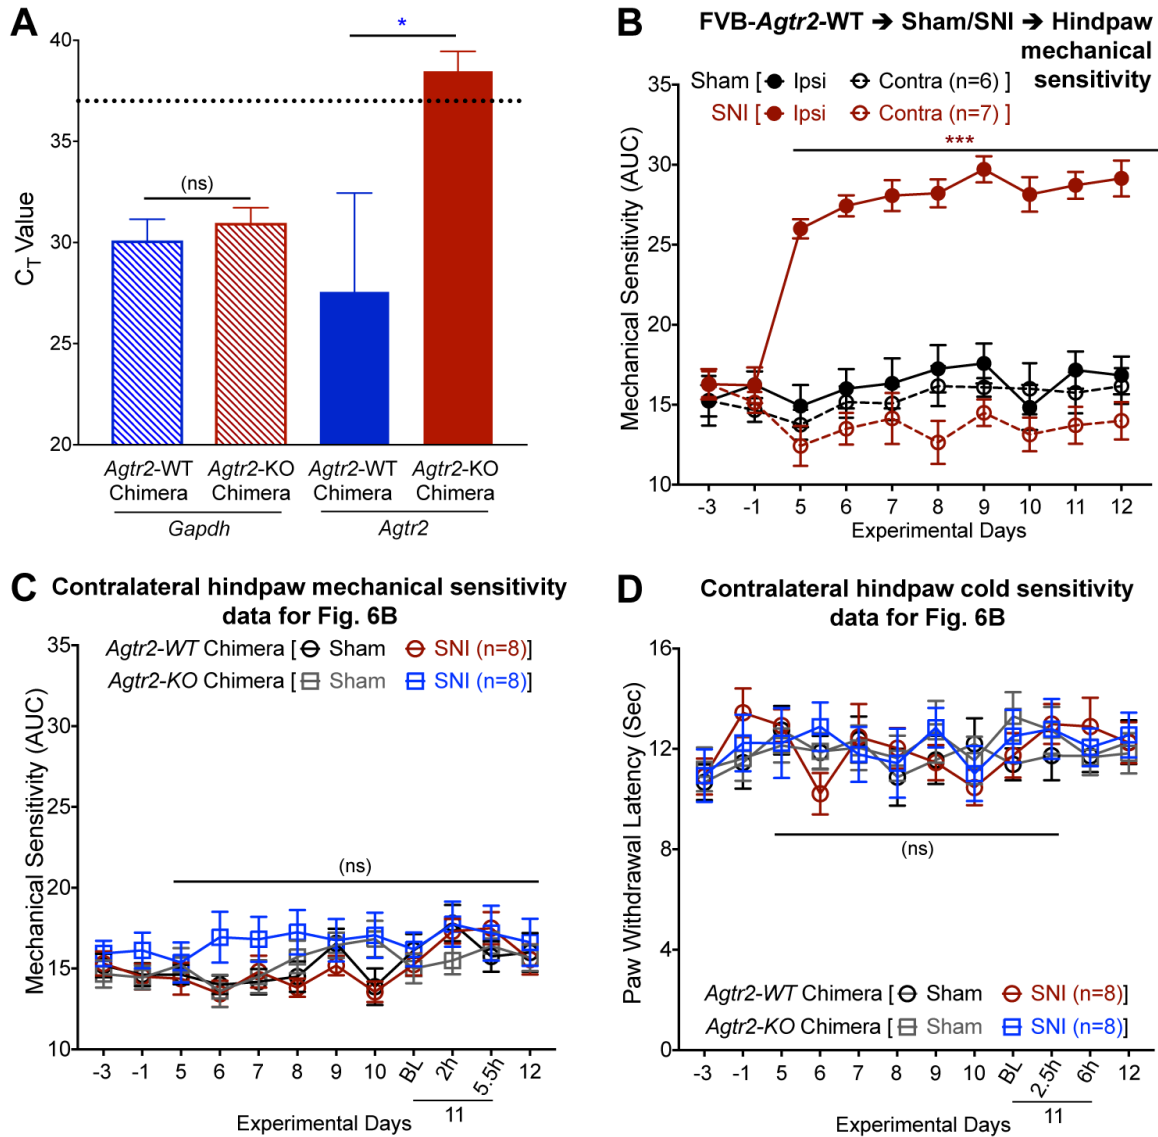 A
40
35
30
25
20
C_T Value
(ns)
*
Agtr2-WT Chimera
Agtr2-KO Chimera
Agtr2-WT Chimera
Agtr2-KO Chimera
Gapdh
Agtr2
B
FVB-Agtr2-WT ➔ Sham/SNI ➔ Hindpaw
mechanical
sensitivity
Sham [ Ipsi Contra (n=6) ]
SNI [ Ipsi Contra (n=7) ]
***
35
30
25
20
15
10
Mechanical Sensitivity (AUC)
-3 -1 5 6 7 8 9 10 11 12
Experimental Days
C
Contralateral hindpaw mechanical sensitivity
data for Fig. 6B
Agtr2-WT Chimera [ Sham SNI (n=8)]
Agtr2-KO Chimera [ Sham SNI (n=8)]
35
30
25
20
15
10
Mechanical Sensitivity (AUC)
(ns)
-3 -1 5 6 7 8 9 10 BL 2h 5.5h 12
11
Experimental Days
D
Contralateral hindpaw cold sensitivity
data for Fig. 6B
16
12
8
4
0
Paw Withdrawal Latency (Sec)
(ns)
Agtr2-WT Chimera [ Sham SNI (n=8)]
Agtr2-KO Chimera [ Sham SNI (n=8)]
-3 -1 5 6 7 8 9 10 BL 2.5h 6h 12
11
Experimental Days